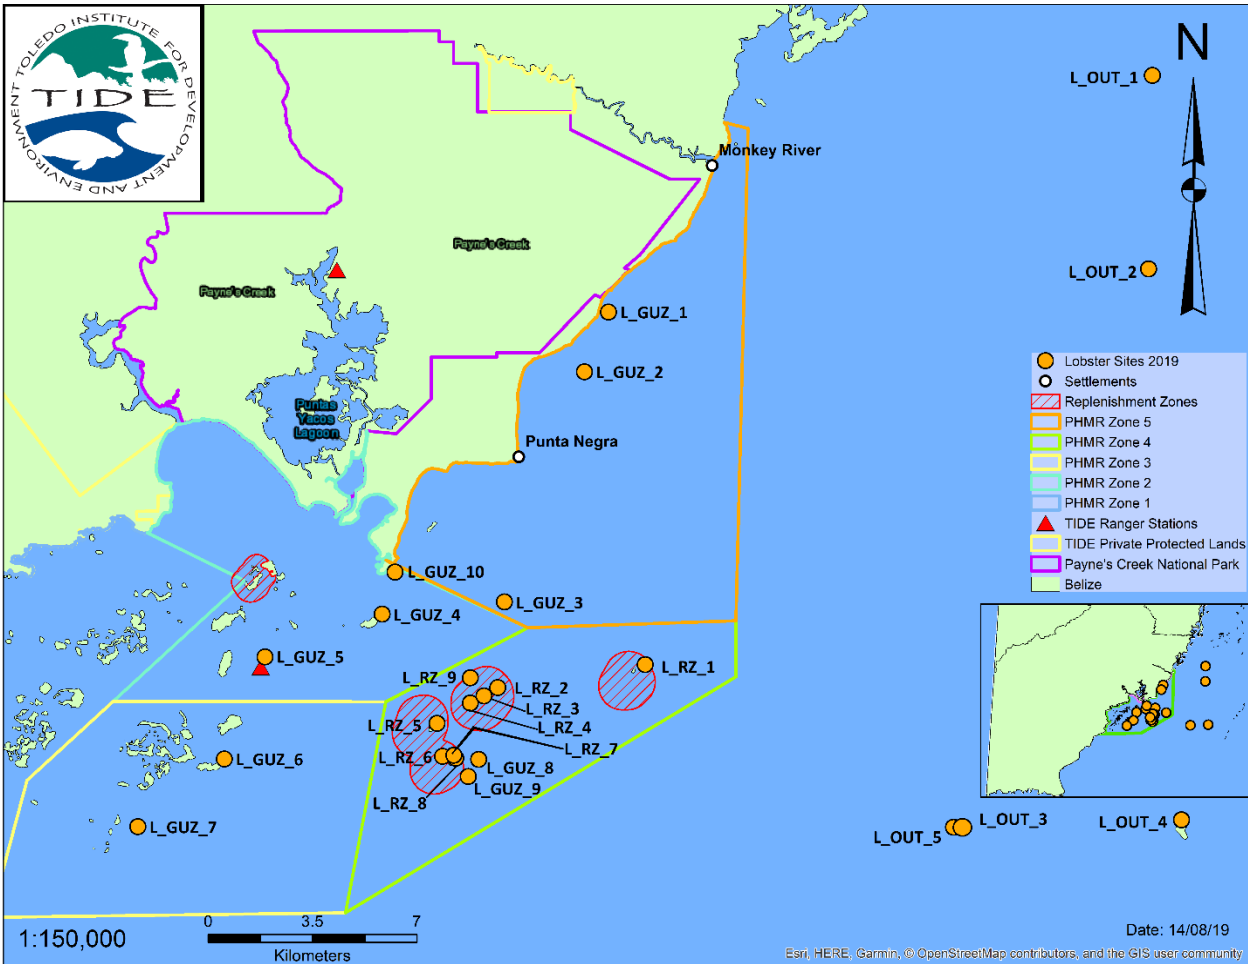 TOLEDO INSTITUTE FOR DEVELOPMENT AND ENVIRONMENT
TIDE
N
L_OUT_1
Monkey River
Payne's Creek
L_OUT_2
Payne's Creek
L_GUZ_1
L_GUZ_2
Lobster Sites 2019
Settlements
Replenishment Zones
PHMR Zone 5
PHMR Zone 4
PHMR Zone 3
PHMR Zone 2
PHMR Zone 1
TIDE Ranger Stations
TIDE Private Protected Lands
Payne's Creek National Park
Belize
Puntas
Yacos
Lagoon
Punta Negra
L_GUZ_10
L_GUZ_3
L_GUZ_4
L_GUZ_5
L_RZ_1
L_RZ_9
L_RZ_2
L_RZ_3
L_RZ_5
L_RZ_4
L_RZ_7
L_RZ_6
L_GUZ_8
L_GUZ_6
L_GUZ_9
L_RZ_8
L_GUZ_7
L_OUT_3
L_OUT_4
L_OUT_5
0 3.5 7
Kilometers
1:150,000
Date: 14/08/19
Esri, HERE, Garmin, © OpenStreetMap contributors, and the GIS user community